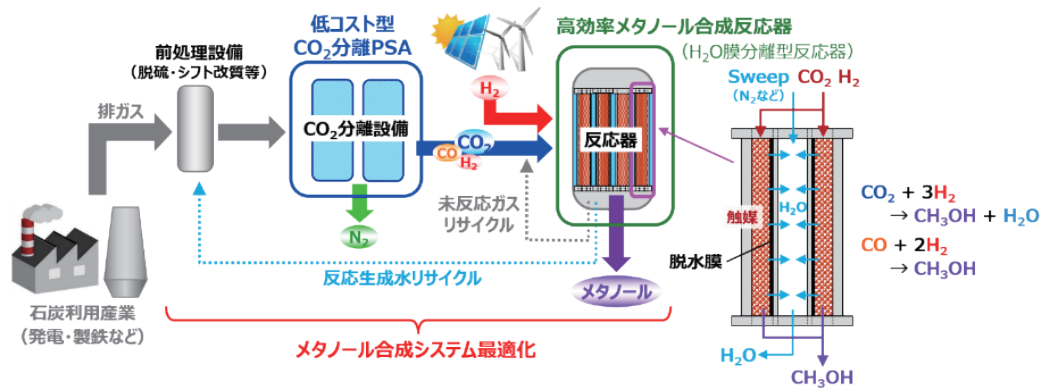 低コスト型
CO₂分離PSA
高効率メタノール合成反応器
(H₂O膜分離型反応器)
前処理設備
(脱硫・シフト改質等)
排ガス
CO₂分離設備
H₂
CO₂
CO
H₂
反応器
未反応ガス
リサイクル
N₂
反応生成水リサイクル
メタノール
石炭利用産業
(発電・製鉄など)
メタノール合成システム最適化
Sweep
(N₂など)
CO₂ H₂
触媒
H₂O
脱水膜
H₂O
CH₃OH
CO₂ + 3H₂
→ CH₃OH + H₂O
CO + 2H₂
→ CH₃OH